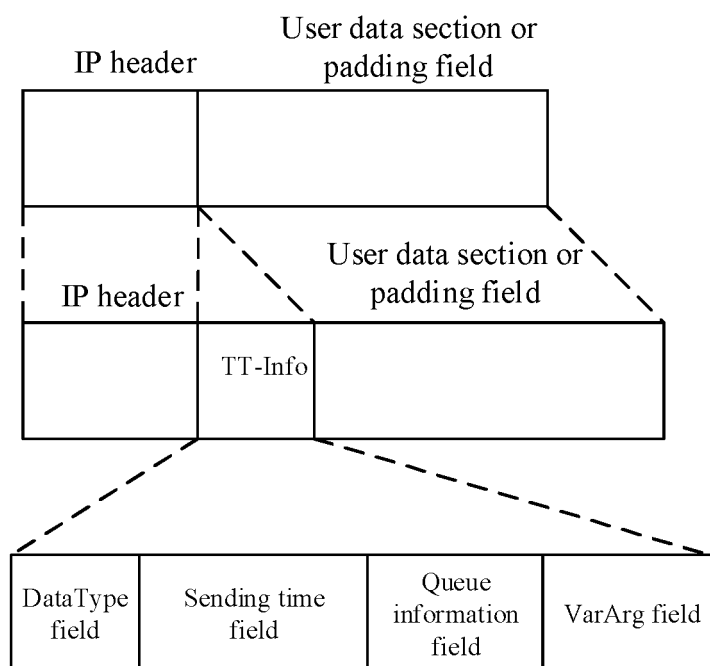 IP header
User data section or
padding field
IP header
User data section or
padding field
TT-Info
DataType
field
Sending time
field
Queue
information
field
VarArg field